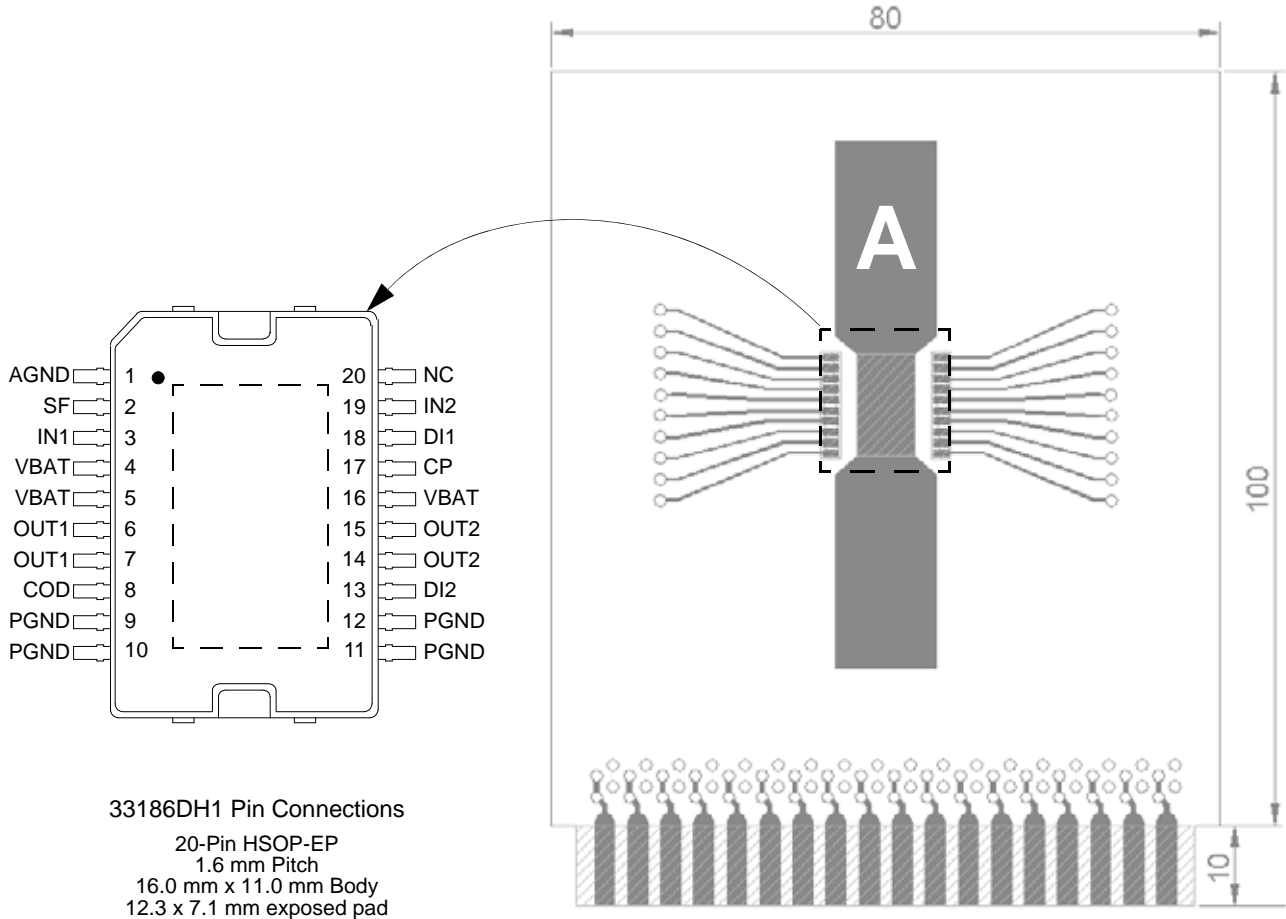 80
A
AGND 1 20 NC
SF 2 19 IN2
IN1 3 18 DI1
VBAT 4 17 CP
VBAT 5 16 VBAT
OUT1 6 15 OUT2
OUT1 7 14 OUT2
COD 8 13 DI2
PGND 9 12 PGND
PGND 10 11 PGND
100
10
33186DH1 Pin Connections
20-Pin HSOP-EP
1.6 mm Pitch
16.0 mm x 11.0 mm Body
12.3 x 7.1 mm exposed pad